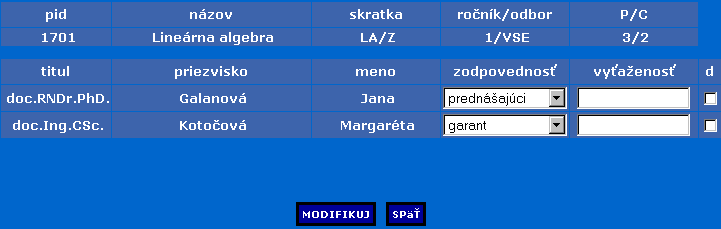 pid názov skratka ročník/odbor P/C
1701 Lineárna algebra LA/Z 1/VSE 3/2
titul priezvisko meno zodpovednosť vyťaženosť d
doc.RNDr.PhD. Galanová Jana prednášajúci
doc.Ing.CSc. Kotočová Margaréta garant
MODIFIKUJ SPäŤ